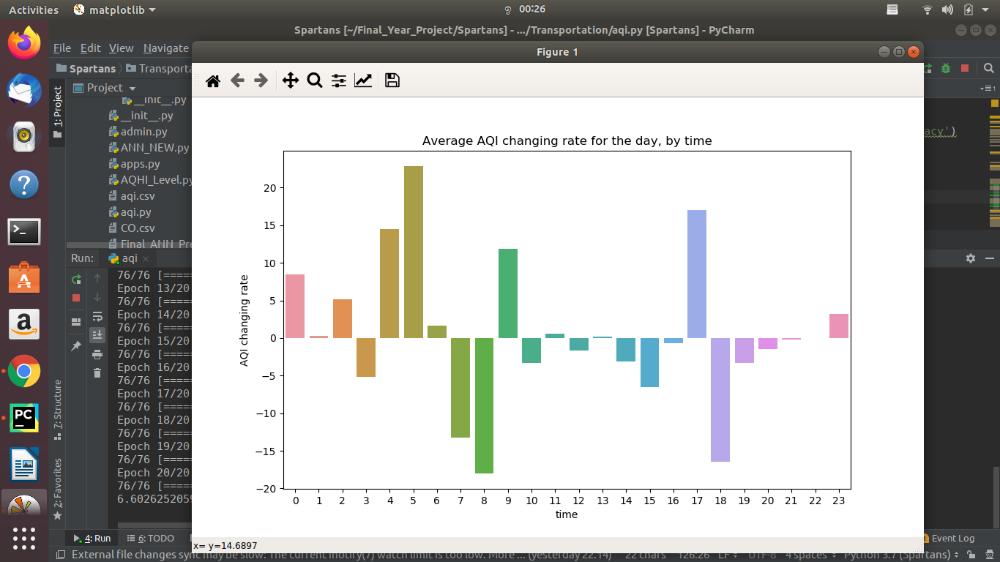 Activities
matplotlib
00:26
Spartans [~/Final_Year_Project/Spartans] - .../Transportation/aqi.py [Spartans] - PyCharm
File Edit View Navigate
Figure 1
Spartans
Project
1: Project
__init__.py
__init__.py
admin.py
ANN_NEW.py
apps.py
AQHI_Level.py
aqi.csv
aqi.py
CO.csv
Run: aqi
76/76 [=====
Epoch 13/20
76/76 [=====
Epoch 14/20
76/76 [=====
Epoch 15/20
76/76 [=====
Epoch 16/20
76/76 [=====
Epoch 17/20
76/76 [=====
Epoch 18/20
76/76 [=====
Epoch 19/20
76/76 [=====
Epoch 20/20
76/76 [=====
6.6026252059
7: Structure
2: Favorites
PC
acy')
1
Average AQI changing rate for the day, by time
AQI changing rate
20
15
10
5
0
−5
−10
−15
−20
0 1 2 3 4 5 6 7 8 9 10 11 12 13 14 15 16 17 18 19 20 21 22 23
time
x= y=14.6897
4: Run 6: TODO
Event Log
External file changes sync may be slow: The current inotify(7) watch limit is too low. More ... (yesterday 22:14)
22 chars 126:26 LF UTF-8 4 spaces Python 3.7 (Spartans)